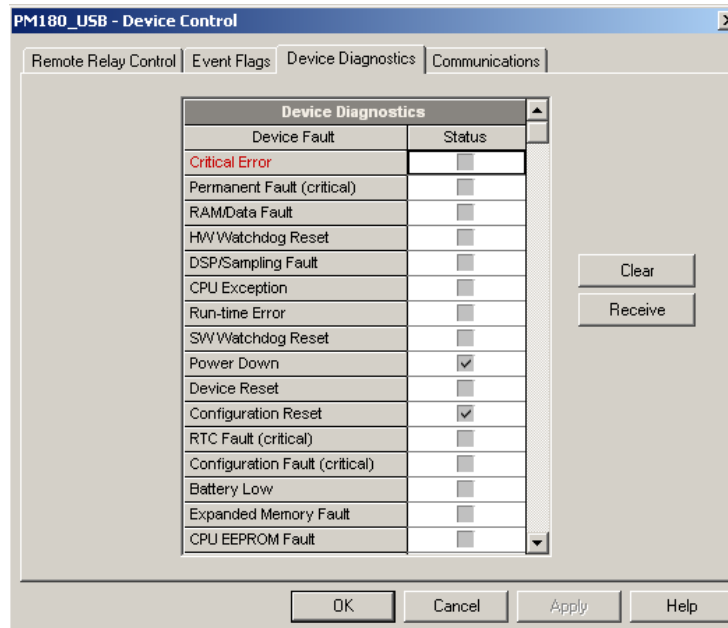 PM180_USB - Device Control
Remote Relay Control Event Flags Device Diagnostics Communications
Device Diagnostics
Device Fault Status
Critical Error
Permanent Fault (critical)
RAM/Data Fault
HW Watchdog Reset
DSP/Sampling Fault
CPU Exception
Run-time Error
SW Watchdog Reset
Power Down
Device Reset
Configuration Reset
RTC Fault (critical)
Configuration Fault (critical)
Battery Low
Expanded Memory Fault
CPU EEPROM Fault
Clear
Receive
OK Cancel Apply Help